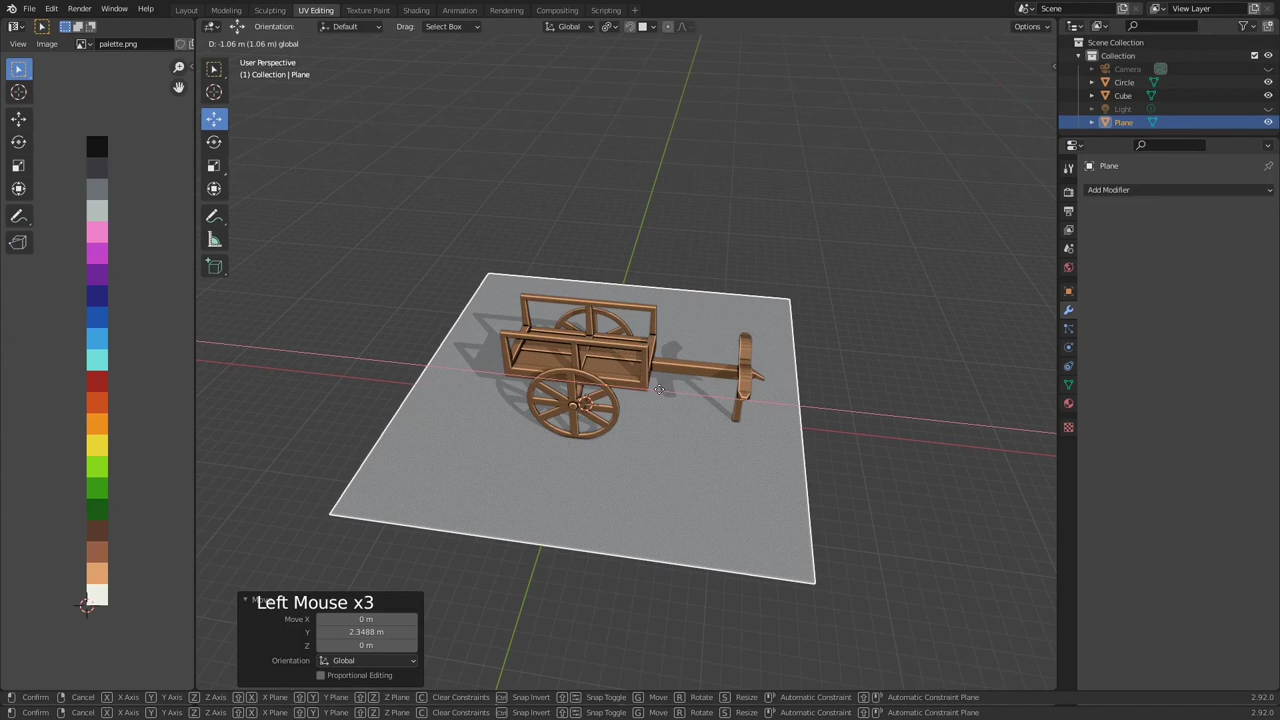 File Edit Render Window Help Layout Modeling Sculpting UV Editing Texture Paint Shading Animation Rendering Compositing Scripting + Scene View Layer
Orientation: Default Drag: Select Box Global Options
View Image palette.png
D: -1.06 m (1.06 m) global
User Perspective
(1) Collection | Plane
Scene Collection
Collection
Camera
Circle
Cube
Light
Plane
Plane
Add Modifier
Left Mouse x3
Move X 0 m
Y 2.3488 m
Z 0 m
Orientation Global
Proportional Editing
Confirm Cancel X X Axis Y Y Axis Z Z Axis X X Plane Y Y Plane Z Z Plane C Clear Constraints Ctrl Snap Invert Snap Toggle G Move R Rotate S Resize Automatic Constraint Automatic Constraint Plane 2.92.0
Confirm Cancel X X Axis Y Y Axis Z Z Axis X X Plane Y Y Plane Z Z Plane C Clear Constraints Ctrl Snap Invert Snap Toggle G Move R Rotate S Resize Automatic Constraint Automatic Constraint Plane 2.92.0